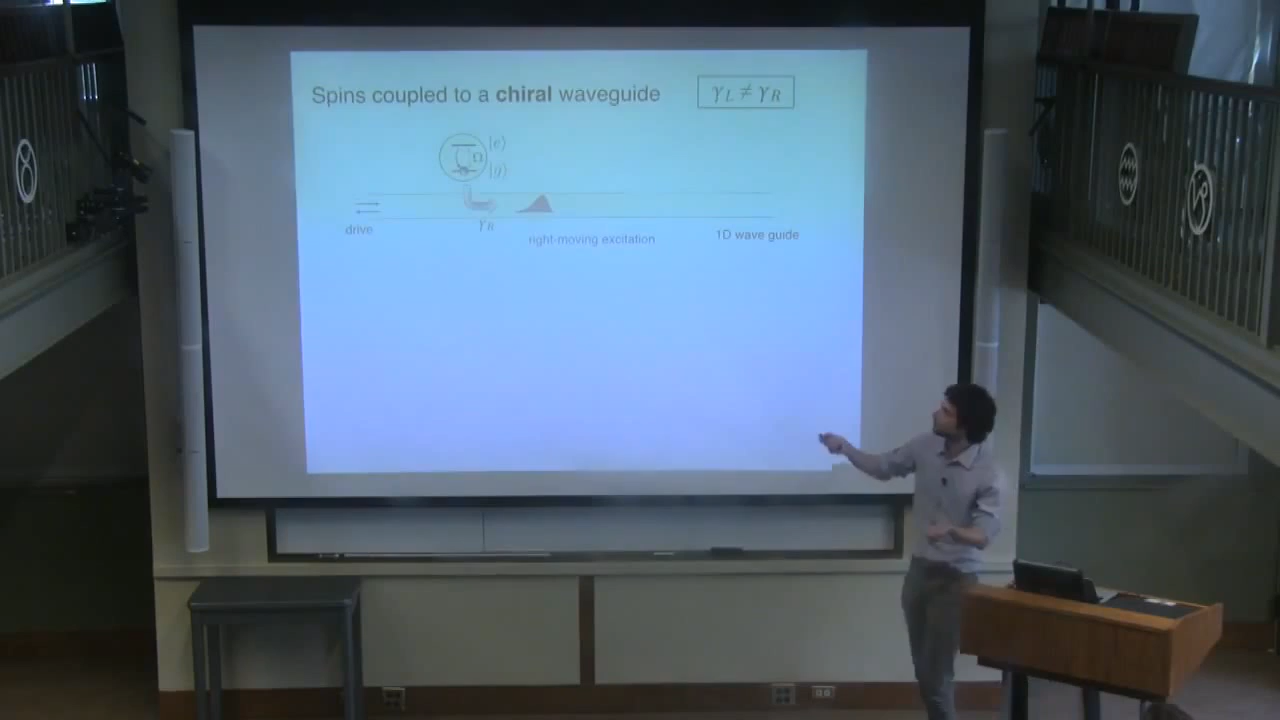 Spins coupled to a chiral waveguide
γL ≠ γR
|e⟩
Ω
|g⟩
drive
γR
right-moving excitation
1D wave guide